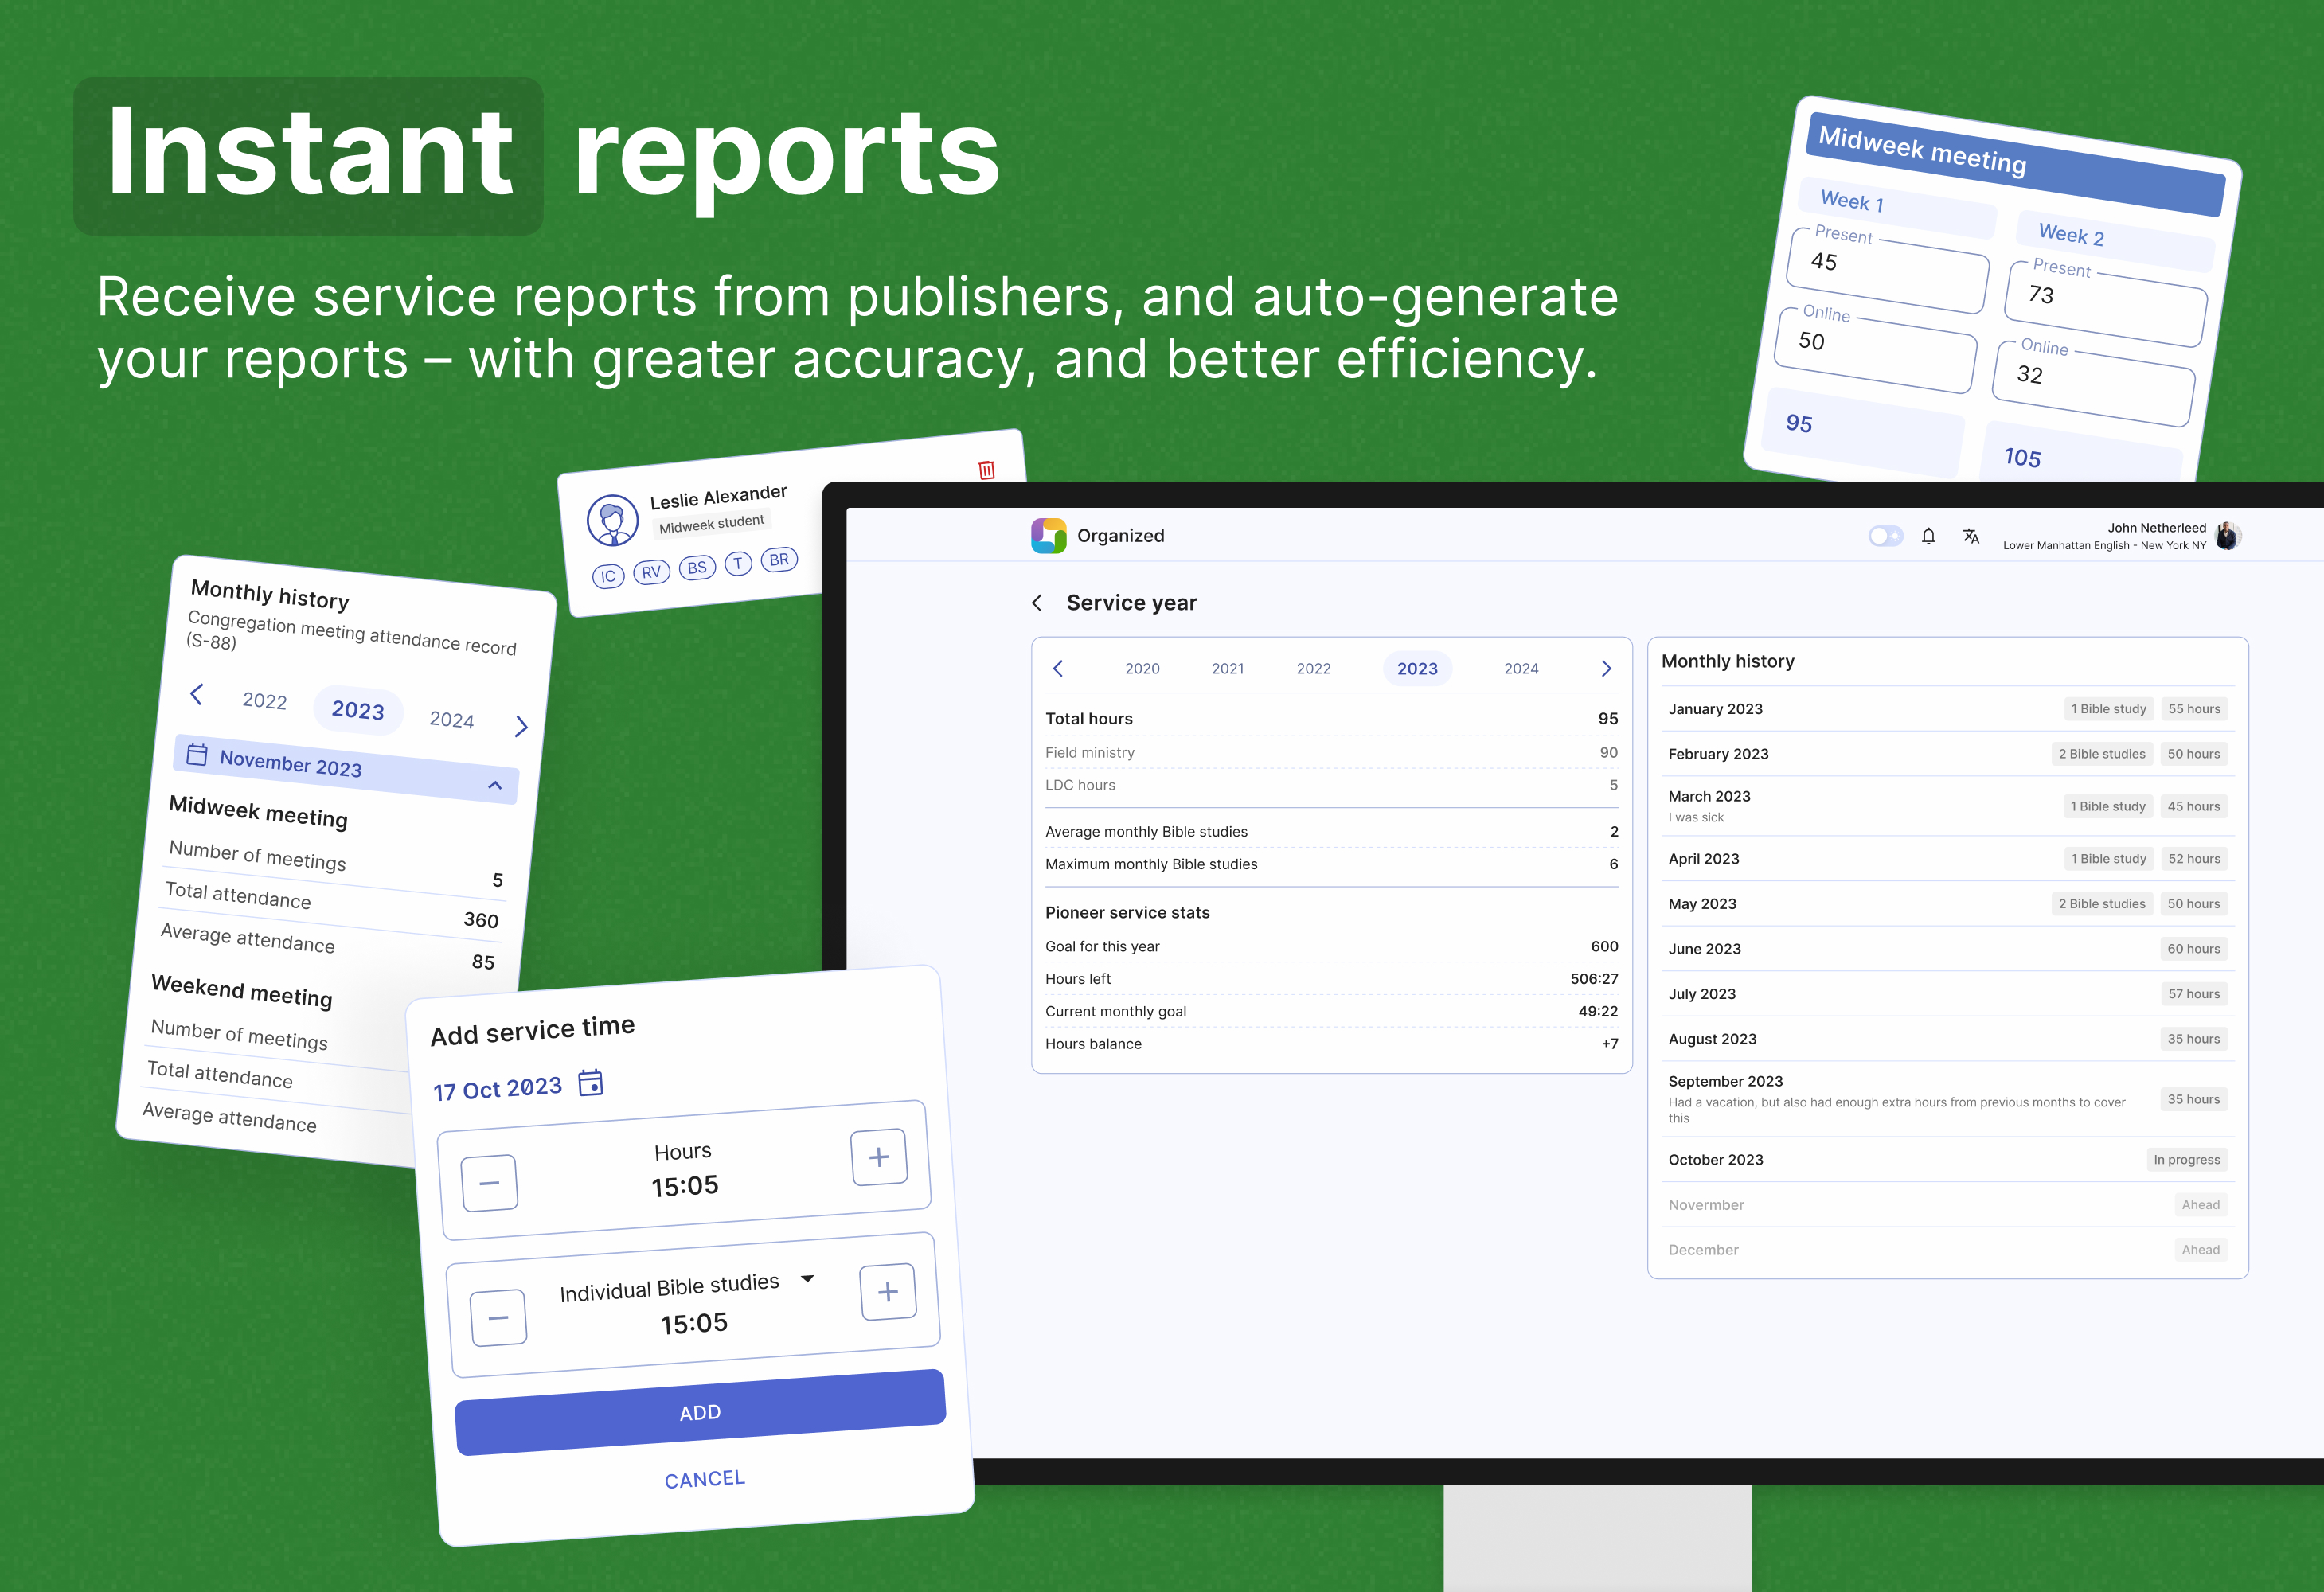 Instant reports
Receive service reports from publishers, and auto-generate
your reports – with greater accuracy, and better efficiency.
Midweek meeting
Week 1
Week 2
Present
45
Present
73
Online
50
Online
32
95
105
Leslie Alexander
Midweek student
IC RV BS T BR
Monthly history
Congregation meeting attendance record
(S-88)
2022 2023 2024
November 2023
Midweek meeting
Number of meetings 5
Total attendance 360
Average attendance 85
Weekend meeting
Number of meetings
Total attendance
Average attendance
Add service time
17 Oct 2023
Hours
15:05
Individual Bible studies
15:05
ADD
CANCEL
Organized
John Netherleed
Lower Manhattan English - New York NY
Service year
2020 2021 2022 2023 2024
Total hours 95
Field ministry 90
LDC hours 5
Average monthly Bible studies 2
Maximum monthly Bible studies 6
Pioneer service stats
Goal for this year 600
Hours left 506:27
Current monthly goal 49:22
Hours balance +7
Monthly history
January 2023 1 Bible study 55 hours
February 2023 2 Bible studies 50 hours
March 2023 1 Bible study 45 hours
I was sick
April 2023 1 Bible study 52 hours
May 2023 2 Bible studies 50 hours
June 2023 60 hours
July 2023 57 hours
August 2023 35 hours
September 2023 35 hours
Had a vacation, but also had enough extra hours from previous months to cover
this
October 2023 In progress
Novermber Ahead
December Ahead